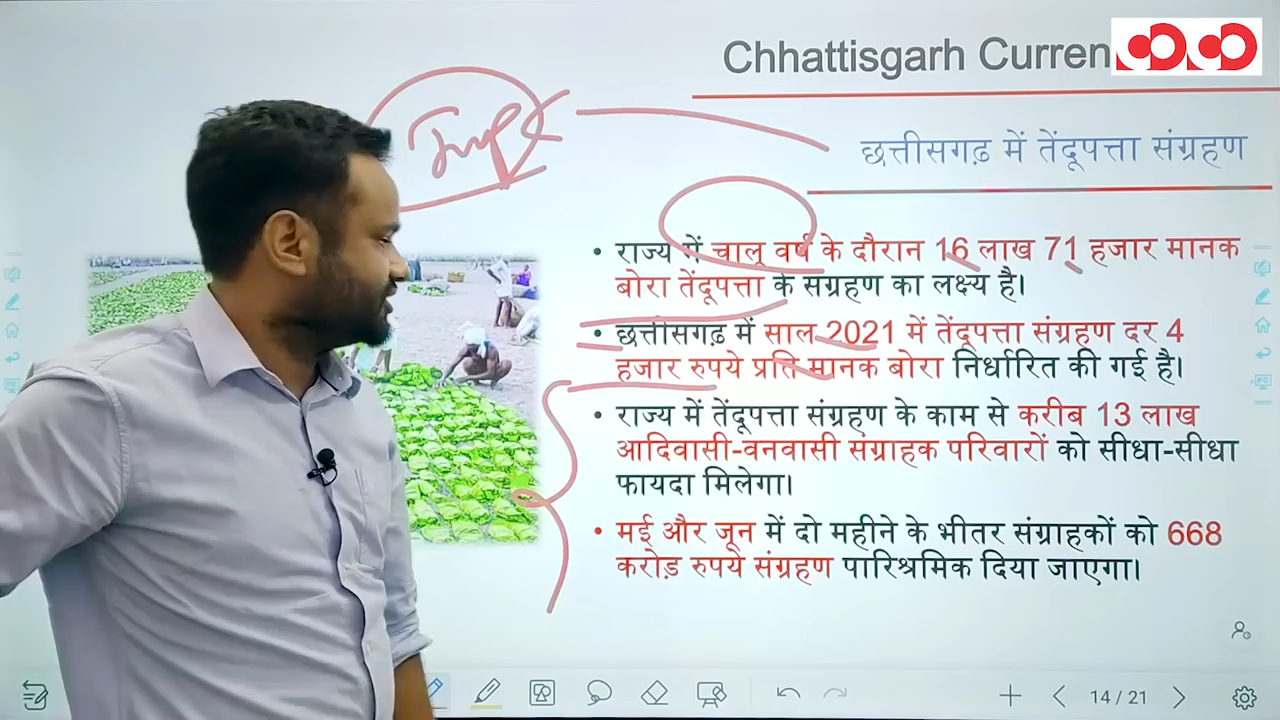 Chhattisgarh Curren
छत्तीसगढ़ में तेंदूपत्ता संग्रहण
Imp
• राज्य में चालू वर्ष के दौरान 16 लाख 71 हजार मानक
बोरा तेंदूपत्ता के संग्रहण का लक्ष्य है।
• छत्तीसगढ़ में साल 2021 में तेंदूपत्ता संग्रहण दर 4
हजार रुपये प्रति मानक बोरा निर्धारित की गई है।
• राज्य में तेंदूपत्ता संग्रहण के काम से करीब 13 लाख
आदिवासी-वनवासी संग्राहक परिवारों को सीधा-सीधा
फायदा मिलेगा।
• मई और जून में दो महीने के भीतर संग्राहकों को 668
करोड़ रुपये संग्रहण पारिश्रमिक दिया जाएगा।
14 / 21